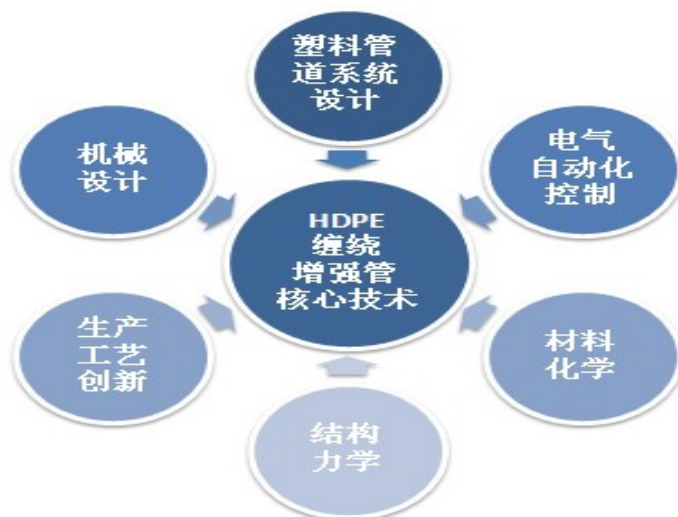 塑料管
道系统
设计
机械
设计
电气
自动化
控制
HDPE
缠绕
增强管
核心技术
生产
工艺
创新
材料
化学
结构
力学